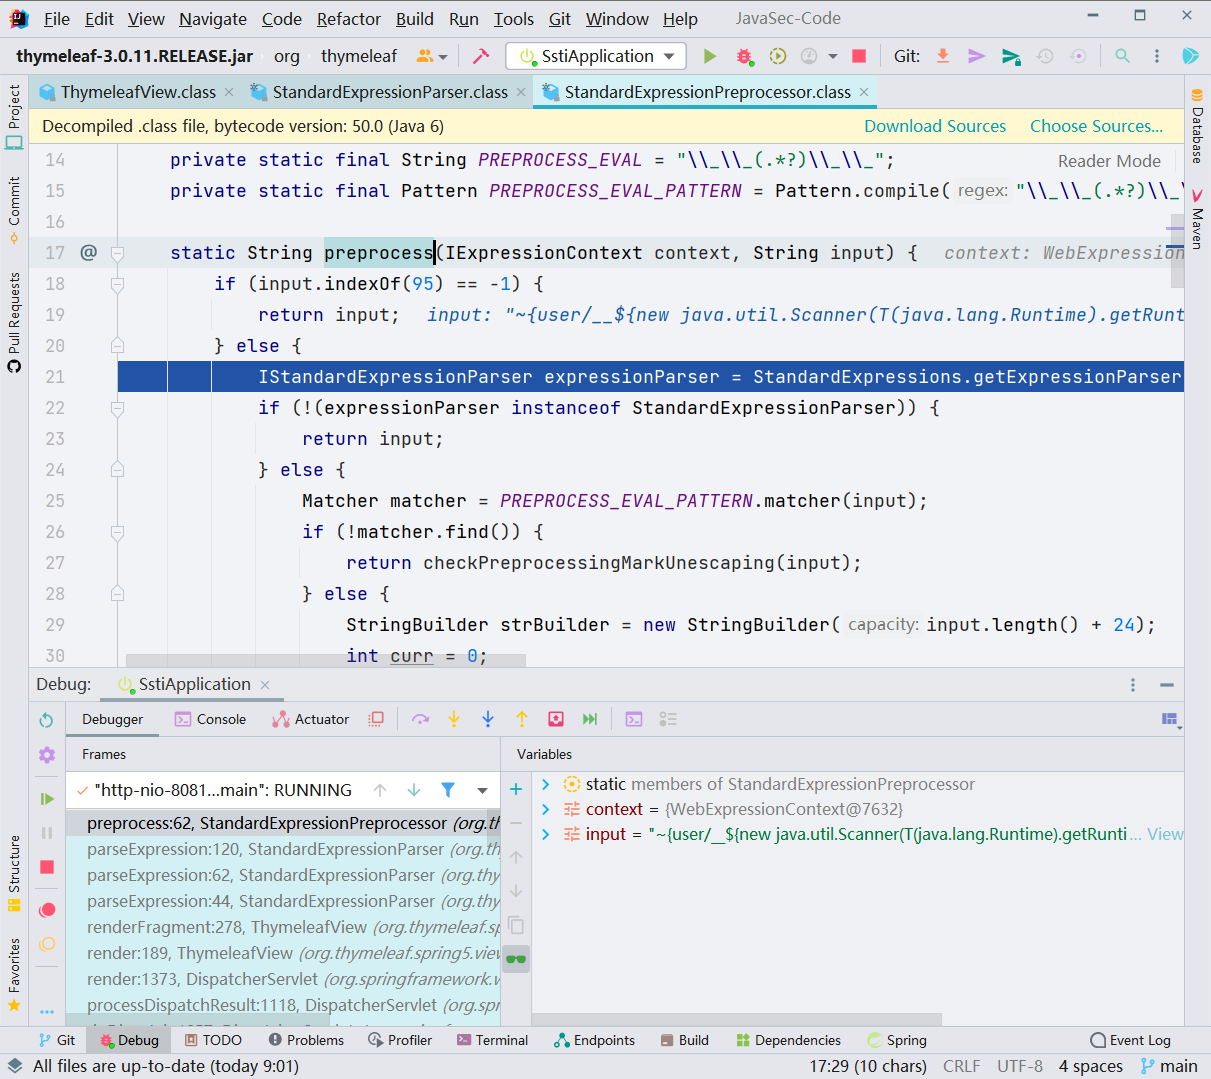 File Edit View Navigate Code Refactor Build Run Tools Git Window Help JavaSec-Code
thymeleaf-3.0.11.RELEASE.jar org thymeleaf SstiApplication Git:
ThymeleafView.class StandardExpressionParser.class StandardExpressionPreprocessor.class
Decompiled .class file, bytecode version: 50.0 (Java 6) Download Sources Choose Sources...
Project
Commit
Pull Requests
Structure
Favorites
Database
Maven
Reader Mode
14 private static final String PREPROCESS_EVAL = "\\_\\_(.*?)\\_\\_";
15 private static final Pattern PREPROCESS_EVAL_PATTERN = Pattern.compile( regex: "\\_\\_(.*?)\\_\
16
17 @ static String preprocess(IExpressionContext context, String input) { context: WebExpression
18 if (input.indexOf(95) == -1) {
19 return input; input: "~{user/__${new java.util.Scanner(T(java.lang.Runtime).getRunt
20 } else {
21 IStandardExpressionParser expressionParser = StandardExpressions.getExpressionParser
22 if (!(expressionParser instanceof StandardExpressionParser)) {
23 return input;
24 } else {
25 Matcher matcher = PREPROCESS_EVAL_PATTERN.matcher(input);
26 if (!matcher.find()) {
27 return checkPreprocessingMarkUnescaping(input);
28 } else {
29 StringBuilder strBuilder = new StringBuilder( capacity: input.length() + 24);
30 int curr = 0;
Debug: SstiApplication
Debugger Console Actuator
Frames
"http-nio-8081...main": RUNNING
preprocess:62, StandardExpressionPreprocessor (org.th
parseExpression:120, StandardExpressionParser (org.thy
parseExpression:62, StandardExpressionParser (org.thy
parseExpression:44, StandardExpressionParser (org.thy
renderFragment:278, ThymeleafView (org.thymeleaf.sp
render:189, ThymeleafView (org.thymeleaf.spring5.view
render:1373, DispatcherServlet (org.springframework.w
processDispatchResult:1118, DispatcherServlet (org.spr
Variables
static members of StandardExpressionPreprocessor
context = {WebExpressionContext@7632}
input = "~{user/__${new java.util.Scanner(T(java.lang.Runtime).getRunti... View
Git Debug TODO Problems Profiler Terminal Endpoints Build Dependencies Spring Event Log
All files are up-to-date (today 9:01) 17:29 (10 chars) CRLF UTF-8 4 spaces main